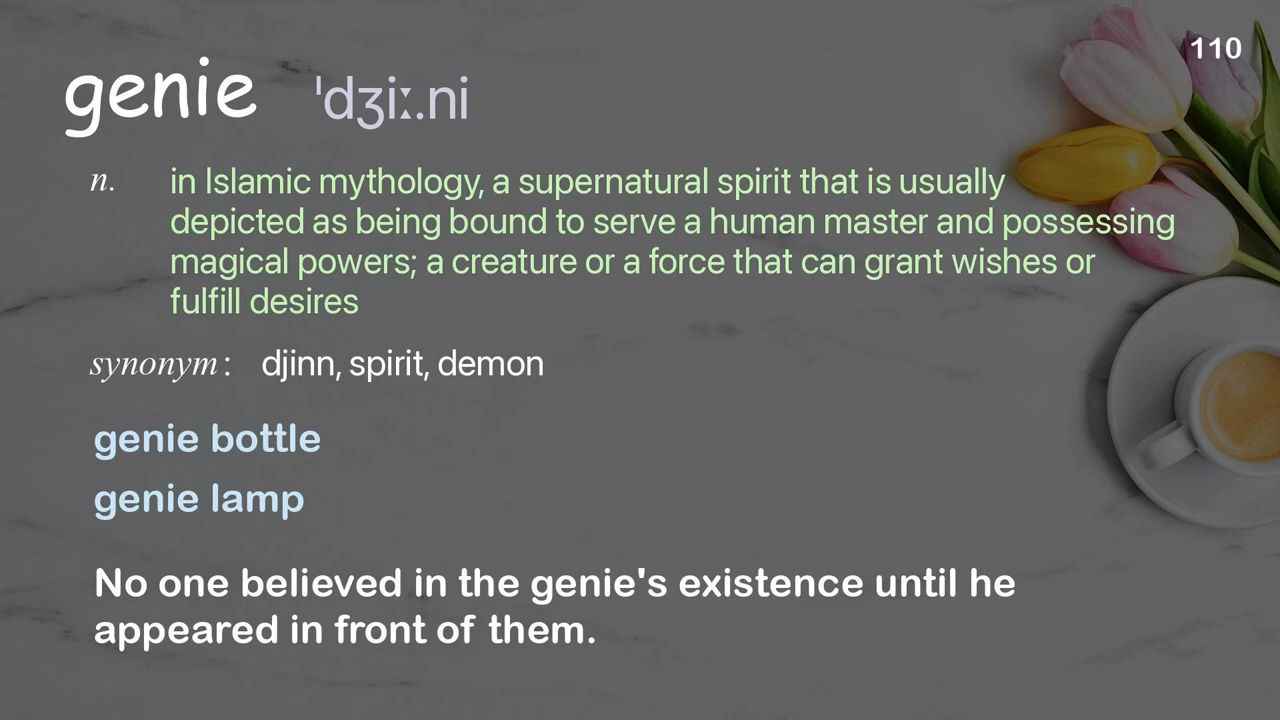 110
genie ˈdʒiː.ni
n. in Islamic mythology, a supernatural spirit that is usually
depicted as being bound to serve a human master and possessing
magical powers; a creature or a force that can grant wishes or
fulfill desires
synonym: djinn, spirit, demon
genie bottle
genie lamp
No one believed in the genie's existence until he
appeared in front of them.